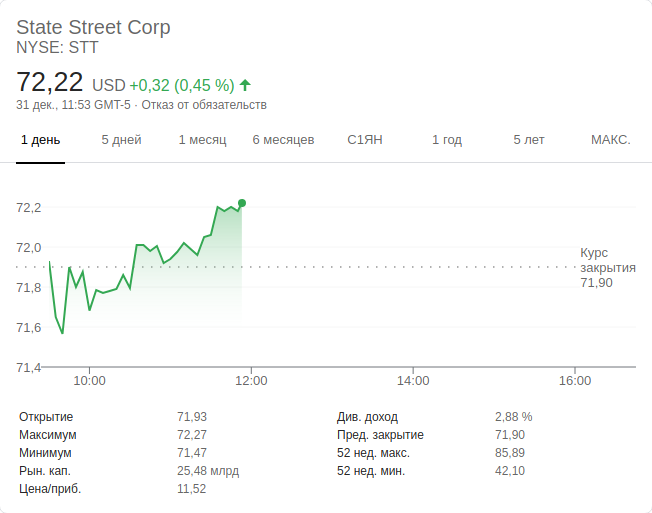 State Street Corp
NYSE: STT
72,22 USD +0,32 (0,45 %)
31 дек., 11:53 GMT-5 · Отказ от обязательств
1 день 5 дней 1 месяц 6 месяцев С1ЯН 1 год 5 лет МАКС.
72,2
72,0
71,8
71,6
71,4
Курс
закрытия
71,90
10:00 12:00 14:00 16:00
Открытие 71,93 Див. доход 2,88 %
Максимум 72,27 Пред. закрытие 71,90
Минимум 71,47 52 нед. макс. 85,89
Рын. кап. 25,48 млрд 52 нед. мин. 42,10
Цена/приб. 11,52